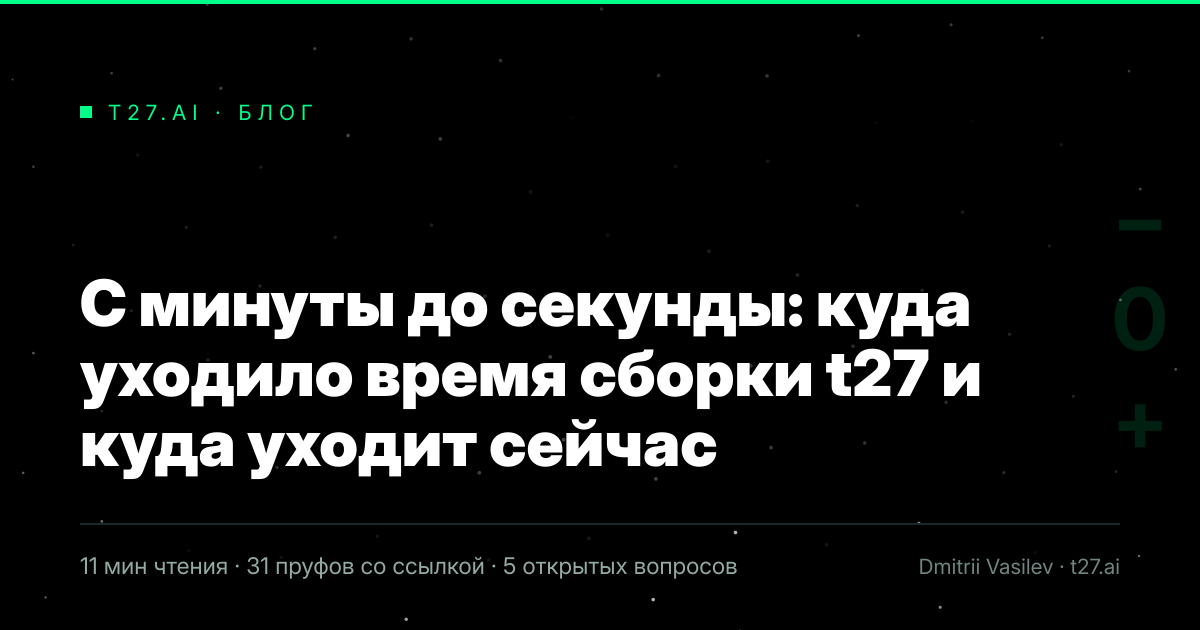 T27.AI · БЛОГ
С минуты до секунды: куда
уходило время сборки t27 и
куда уходит сейчас
11 мин чтения · 31 пруфов со ссылкой · 5 открытых вопросов
Dmitrii Vasilev · t27.ai
−
0
+